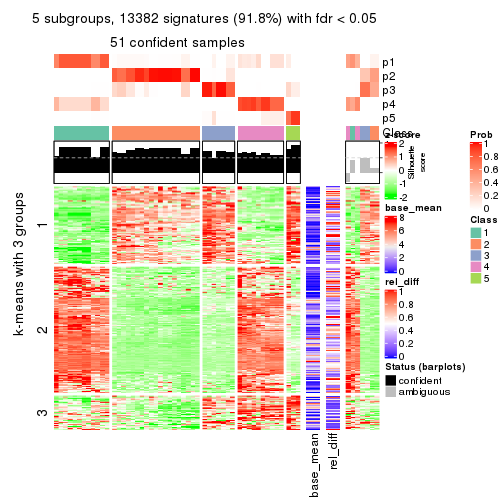 5 subgroups, 13382 signatures (91.8%) with fdr < 0.05
51 confident samples
p1
p2
p3
p4
p5
Class
Silhouette
score
k-means with 3 groups
1
2
3
base_mean
rel_diff
z-score
2
1
0
-1
-2
base_mean
8
6
4
2
0
rel_diff
1
0.8
0.6
0.4
0.2
0
Status (barplots)
confident
ambiguous
Prob
1
0.8
0.6
0.4
0.2
0
Class
1
2
3
4
5